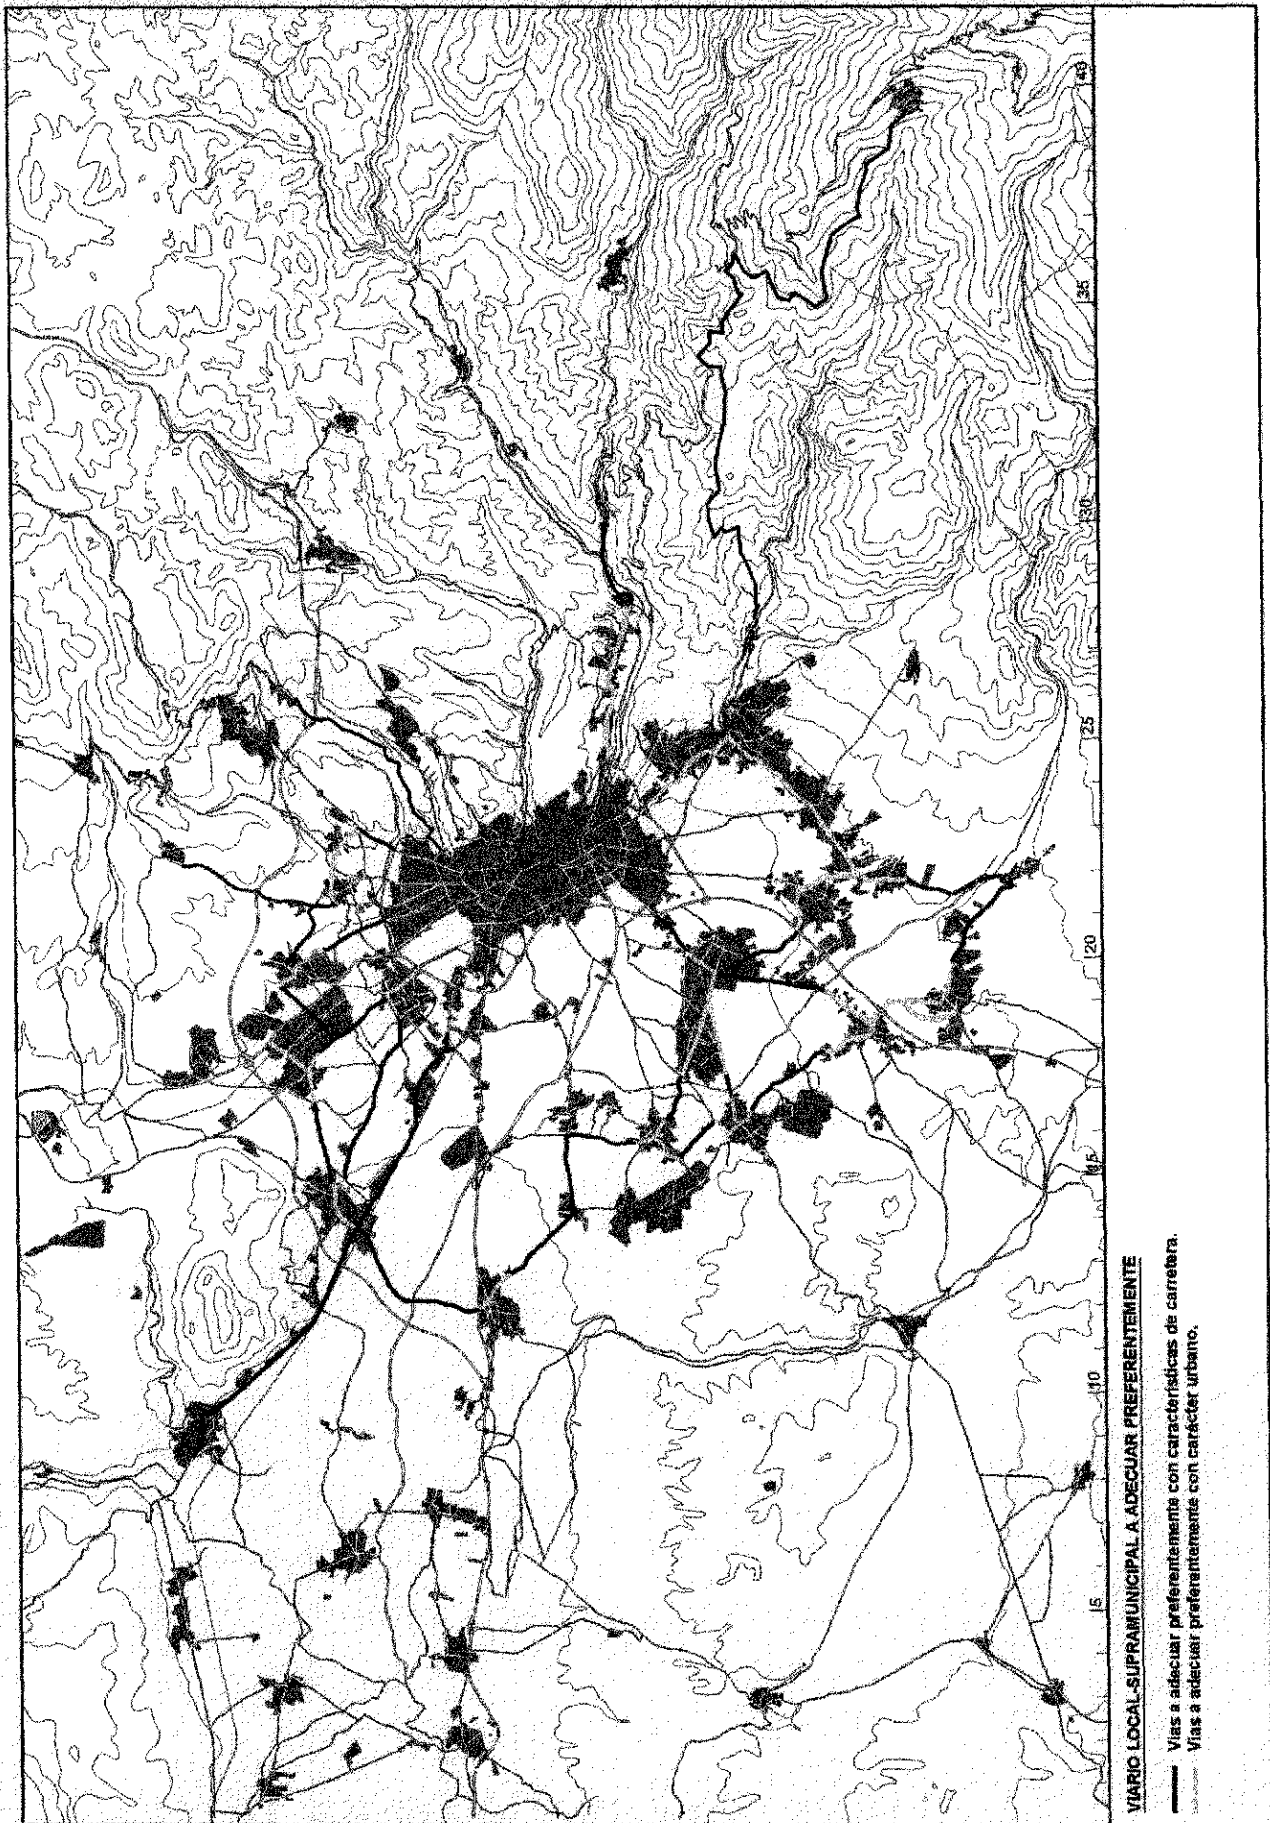 VIARIO LOCAL-SUPRAMUNICIPAL A ADECUAR PREFERENTEMENTE
Vías a adecuar preferentemente con características de carretera.
Vías a adecuar preferentemente con carácter urbano.
5
10
15
20
25
30
35
40